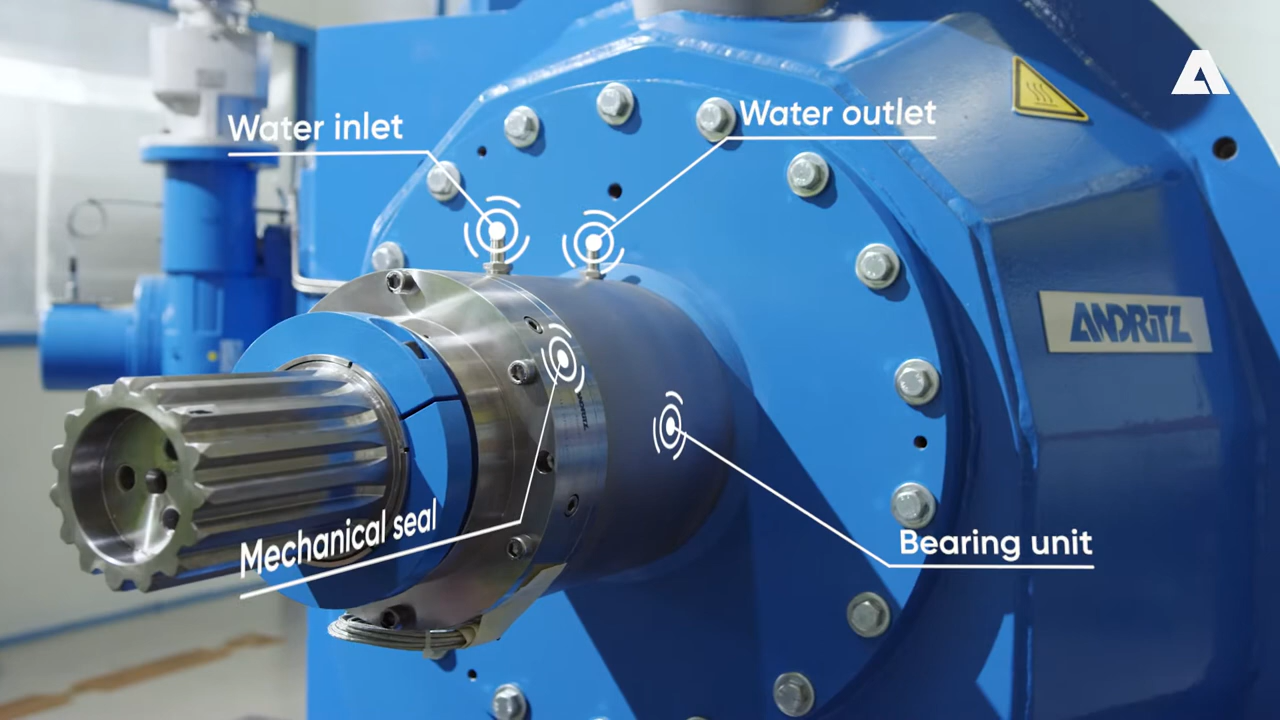 Water inlet
Water outlet
ANDRITZ
Mechanical seal
Bearing unit